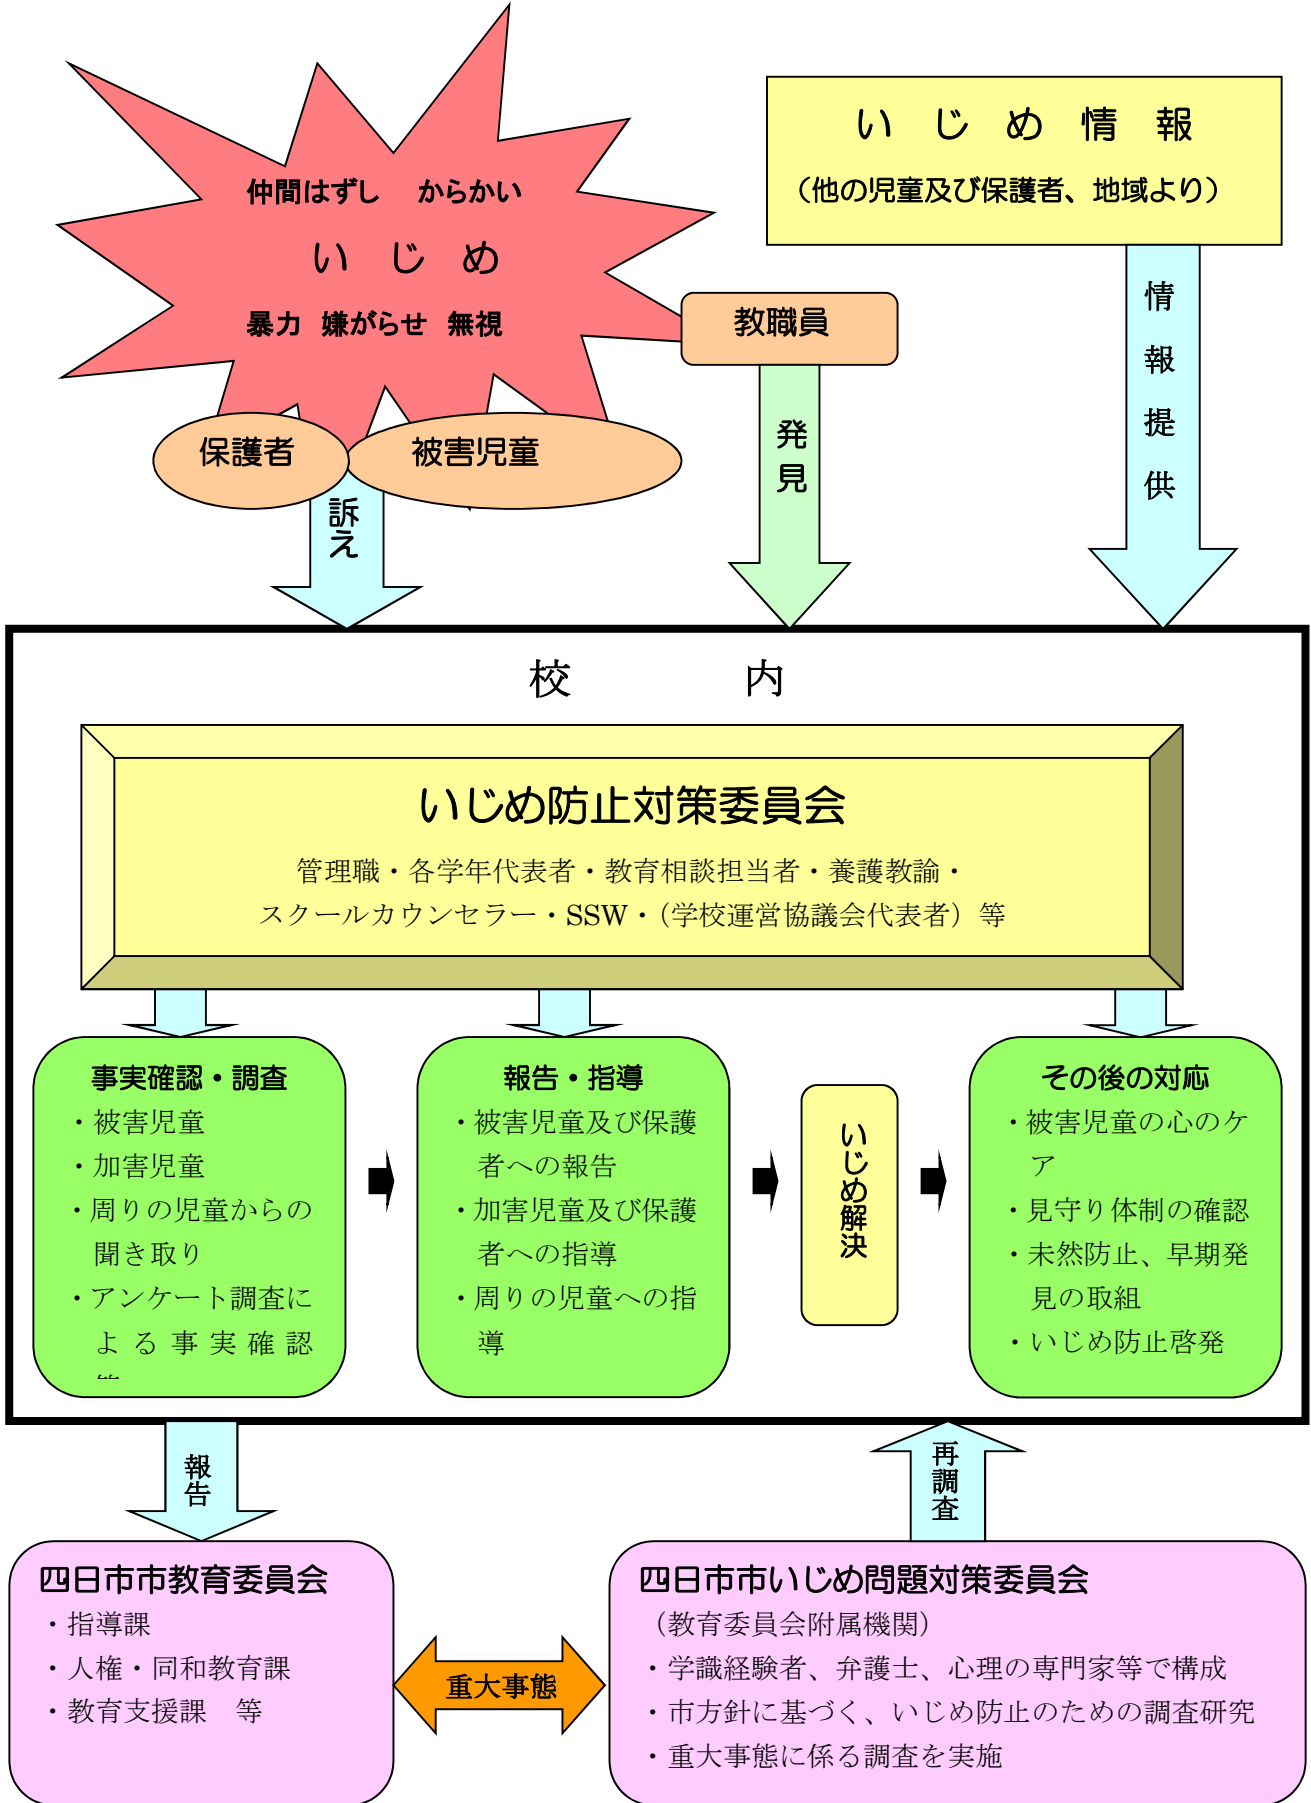 仲間はずし　からかい
い　じ　め
暴力　嫌がらせ　無視
い　じ　め　情　報
（他の児童及び保護者、地域より）
教職員
保護者
被害児童
訴え
発見
情報提供
校　　　内
いじめ防止対策委員会
管理職・各学年代表者・教育相談担当者・養護教諭・
スクールカウンセラー・SSW・（学校運営協議会代表者）等
事実確認・調査
・被害児童
・加害児童
・周りの児童からの
聞き取り
・アンケート調査に
よる事実確認
報告・指導
・被害児童及び保護
者への報告
・加害児童及び保護
者への指導
・周りの児童への指
導
いじめ解決
その後の対応
・被害児童の心のケ
ア
・見守り体制の確認
・未然防止、早期発
見の取組
・いじめ防止啓発
報告
再調査
四日市市教育委員会
・指導課
・人権・同和教育課
・教育支援課　等
重大事態
四日市市いじめ問題対策委員会
（教育委員会附属機関）
・学識経験者、弁護士、心理の専門家等で構成
・市方針に基づく、いじめ防止のための調査研究
・重大事態に係る調査を実施